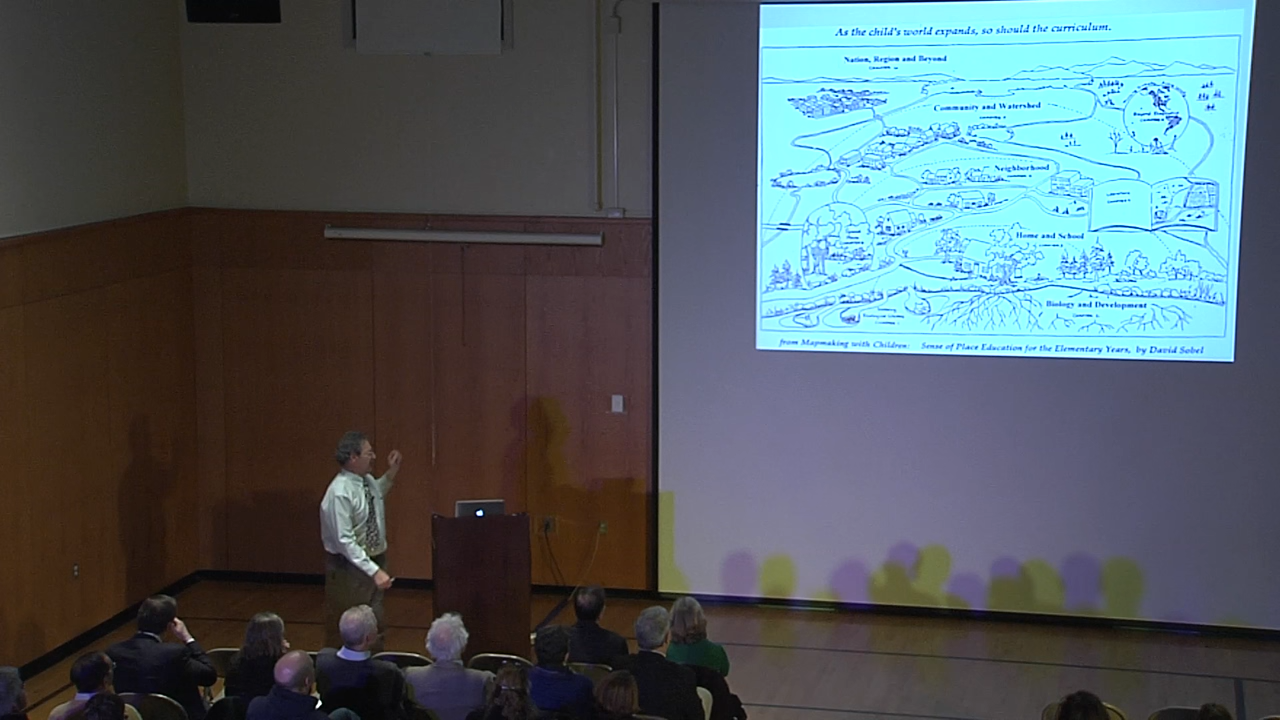 As the child's world expands, so should the curriculum.
Nation, Region and Beyond
Community and Watershed
Neighborhood
Home and School
Biology and Development
from Mapmaking with Children: Sense of Place Education for the Elementary Years, by David Sobel